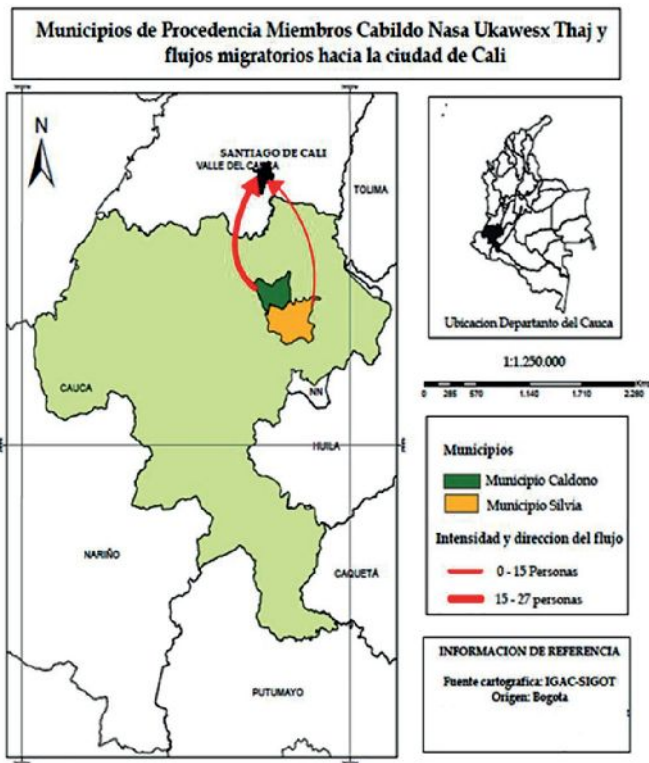 Municipios de Procedencia Miembros Cabildo Nasa Ukawesx Thaj y
flujos migratorios hacia la ciudad de Cali
N
SANTIAGO DE CALI
VALLE DEL CAUCA
TOLIMA
CAUCA
NN
HUILA
NARIÑO
CAQUETÁ
PUTUMAYO
Ubicacion Departanto del Cauca
1:1.250.000
0 285 570 1.140 1.710 2.280
Municipios
Municipio Caldono
Municipio Silvia
Intensidad y direccion del flujo
0 - 15 Personas
15 - 27 personas
INFORMACION DE REFERENCIA
Fuente cartografica: IGAC-SIGOT
Origen: Bogota